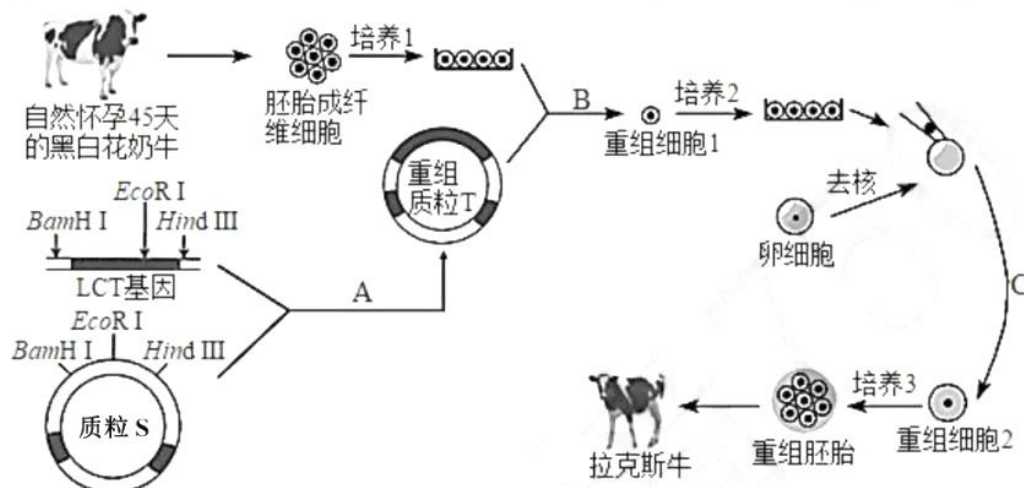 自然怀孕45天
的黑白花奶牛
胚胎成纤
维细胞
培养1
B
重组细胞1
培养2
重组
质粒T
去核
卵细胞
EcoR I
BamH I
Hind III
LCT基因
A
EcoR I
BamH I
Hind III
质粒 S
C
培养3
重组细胞2
重组胚胎
拉克斯牛